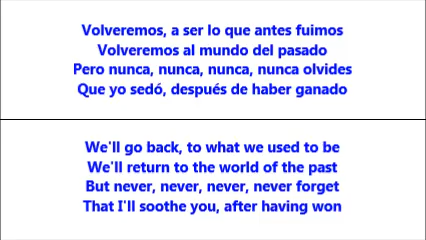 Volveremos, a ser lo que antes fuimos
Volveremos al mundo del pasado
Pero nunca, nunca, nunca, nunca olvides
Que yo sedó, después de haber ganado
We'll go back, to what we used to be
We'll return to the world of the past
But never, never, never, never forget
That I'll soothe you, after having won